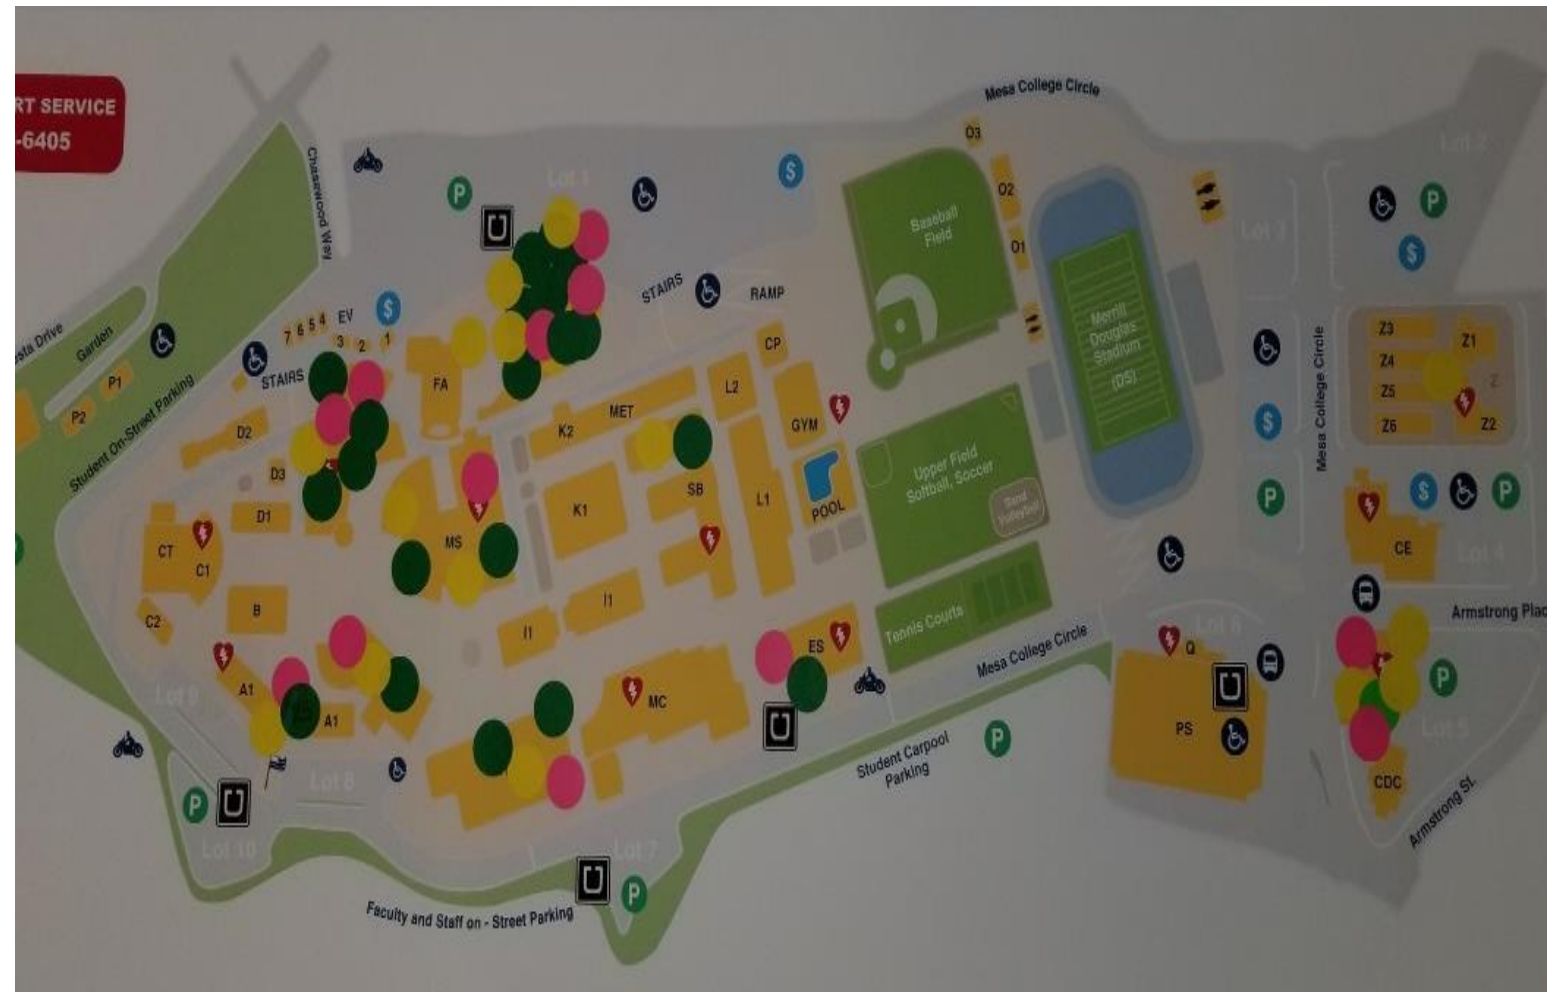 RT SERVICE
-6405
Mesa College Circle
Lot 1
Lot 2
Lot 3
Chasewood Way
O3
O2
O1
Baseball
Field
STAIRS
RAMP
EV
7 6 5 4
3 2 1
STAIRS
osta Drive
Garden
P1
P2
Student On-Street Parking
FA
CP
L2
GYM
MET
K2
D2
D3
D1
CT
C1
C2
B
MS
K1
SB
L1
POOL
Upper Field
Softball, Soccer
Sand
Volleyball
Merrill
Douglas
Stadium
(DS)
Mesa College Circle
Z3
Z1
Z4
Z
Z5
Z6
Z2
CE
Lot 4
Armstrong Plac
I1
I1
ES
Tennis Courts
Mesa College Circle
Lot 6
Q
PS
Lot 5
CDC
Armstrong St.
Lot 9
A1
A1
MC
Lot 8
Lot 10
Lot 7
Student Carpool
Parking
Faculty and Staff on - Street Parking
P
P
P
P
P
P
P
P
P
$
$
$
$
$